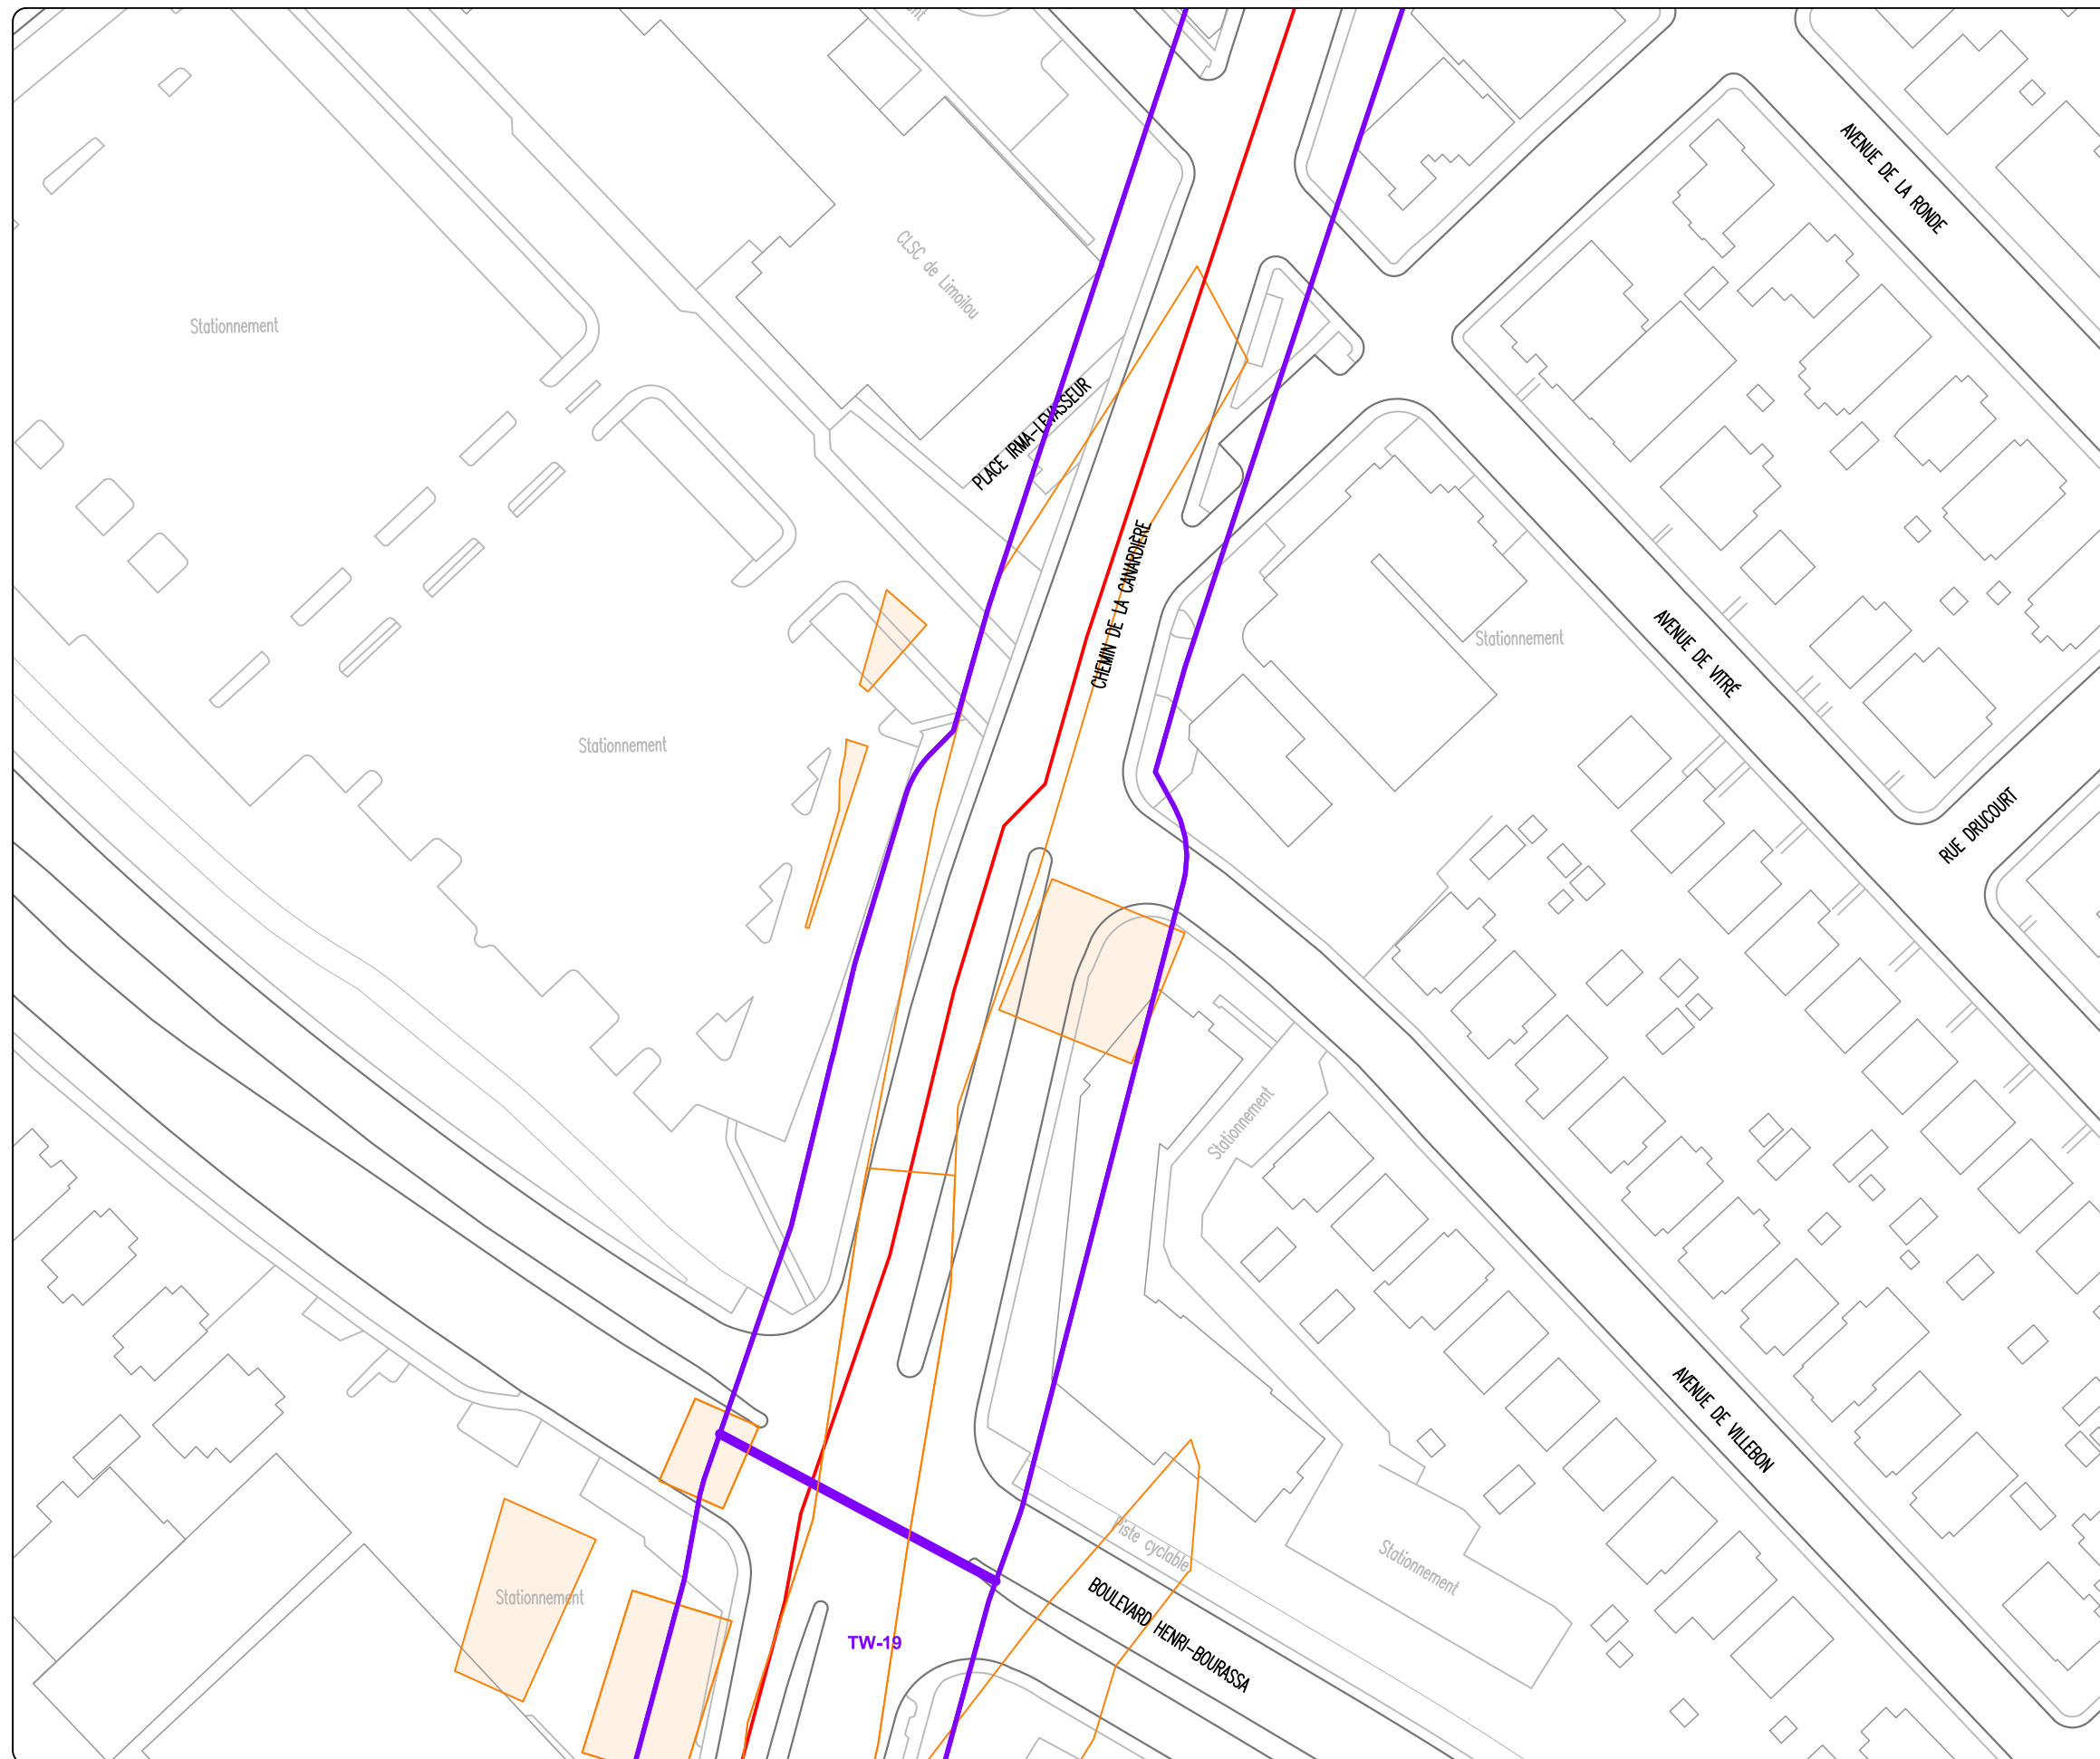 AVENUE DE LA RONDE
CLSC de Limoilou
Stationnement
PLACE IRMA-LEVASSEUR
CHEMIN DE LA CANARDIÈRE
Stationnement
AVENUE DE VITRÉ
Stationnement
RUE DRUCOURT
Stationnement
AVENUE DE VILLEBON
Piste cyclable
Stationnement
Stationnement
BOULEVARD HENRI-BOURASSA
TW-19